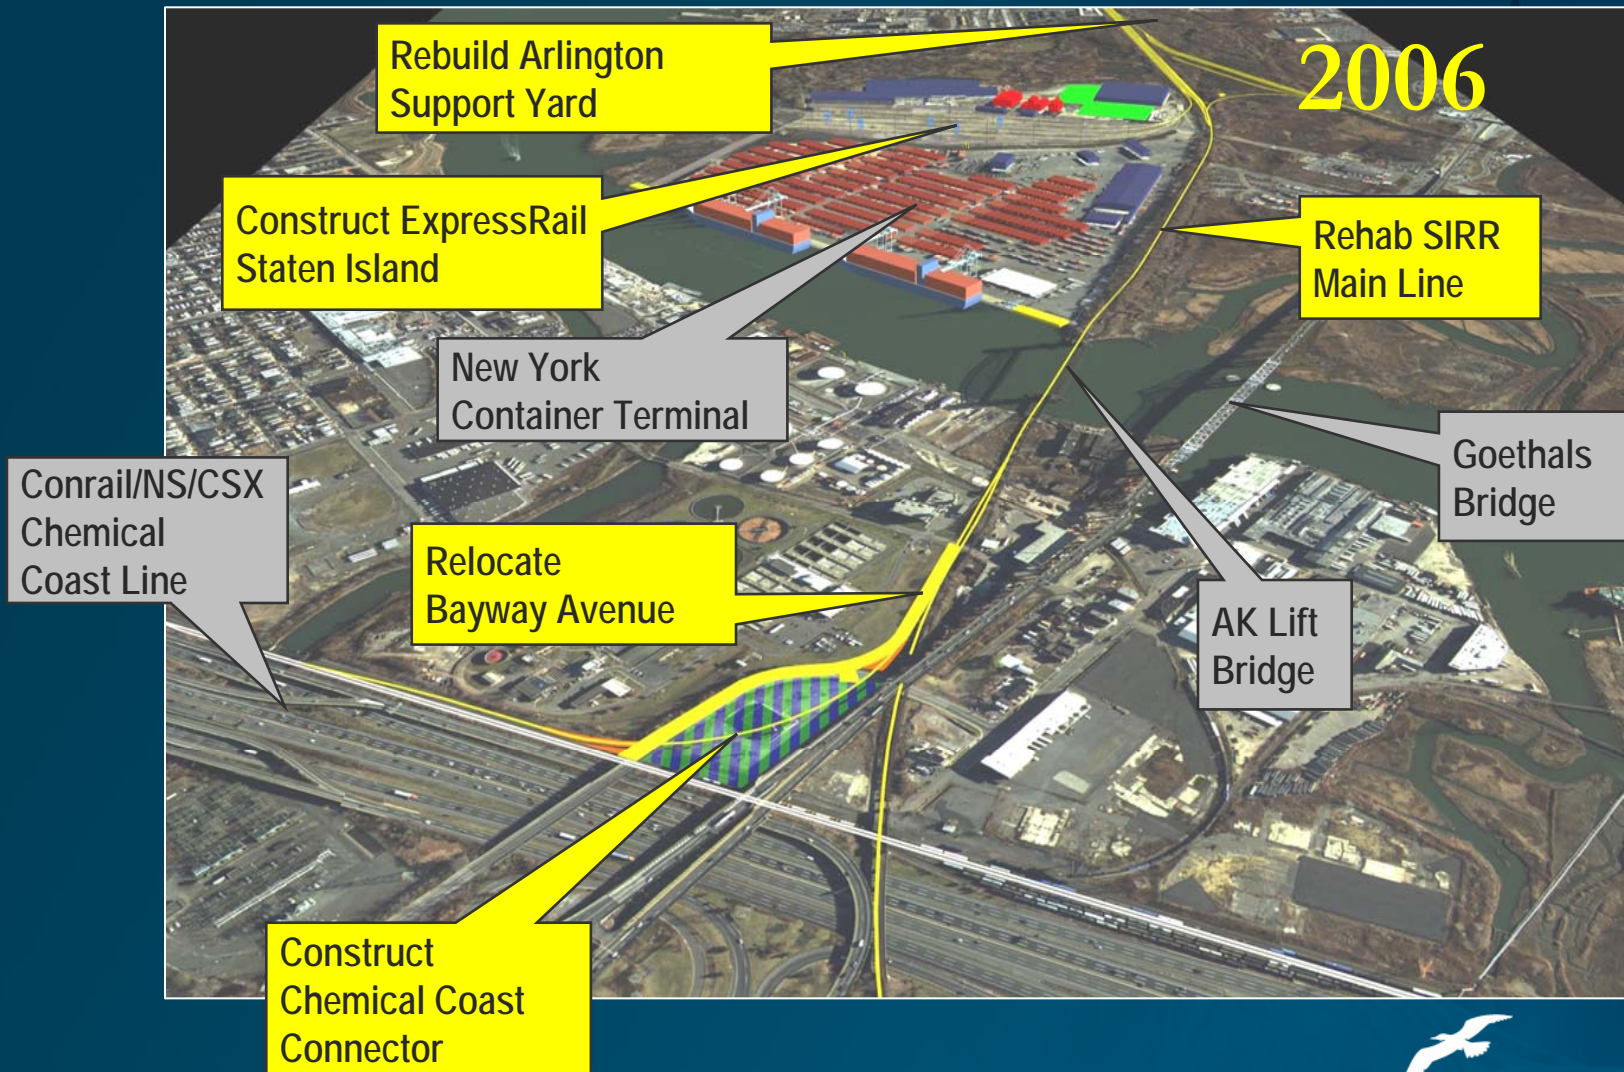 Rebuild Arlington
Support Yard
2006
Construct ExpressRail
Staten Island
Rehab SIRR
Main Line
New York
Container Terminal
Goethals
Bridge
Conrail/NS/CSX
Chemical
Coast Line
Relocate
Bayway Avenue
AK Lift
Bridge
Construct
Chemical Coast
Connector